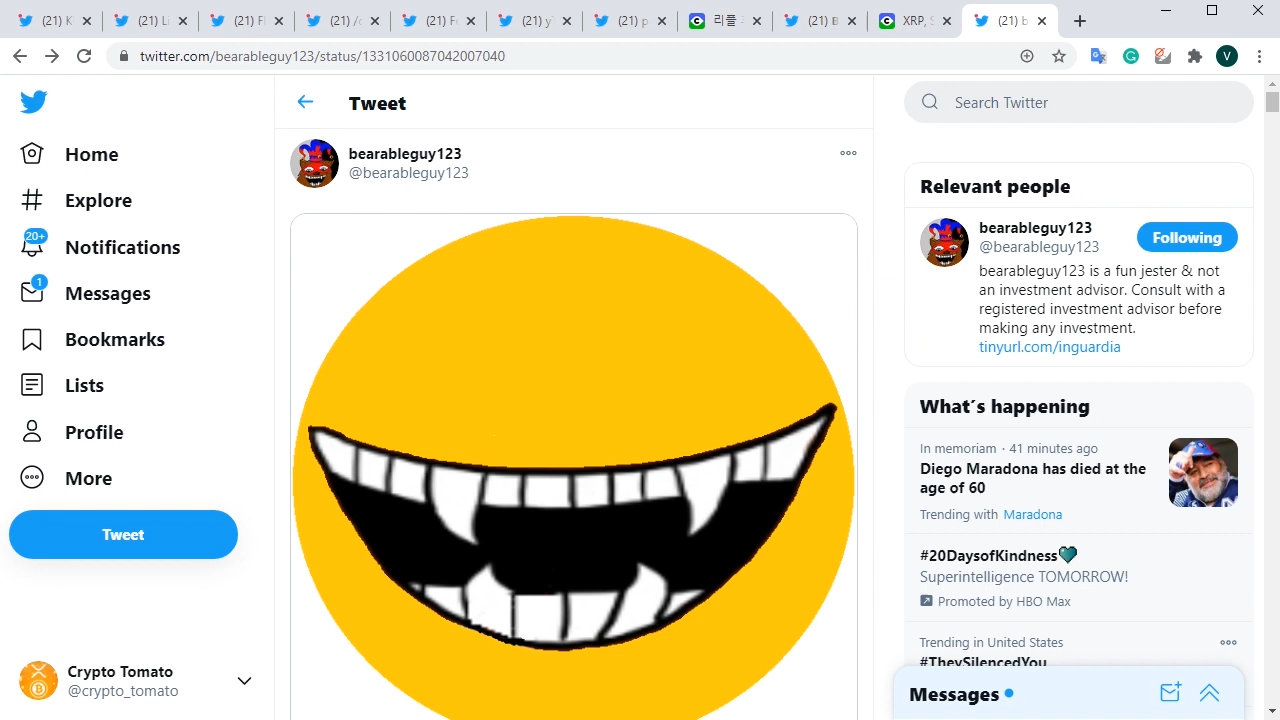 (21) K
(21) Li
(21) F
(21) /
(21) F
(21) y
(21) p
리플
(21) B
XRP, S
(21) b
twitter.com/bearableguy123/status/1331060087042007040
V
Tweet
Search Twitter
bearableguy123
@bearableguy123
Home
Explore
20+
Notifications
1
Messages
Bookmarks
Lists
Profile
More
Tweet
Crypto Tomato
@crypto_tomato
Relevant people
bearableguy123
@bearableguy123
Following
bearableguy123 is a fun jester & not
an investment advisor. Consult with a
registered investment advisor before
making any investment.
tinyurl.com/inguardia
What's happening
In memoriam · 41 minutes ago
Diego Maradona has died at the
age of 60
Trending with Maradona
#20DaysofKindness
Superintelligence TOMORROW!
Promoted by HBO Max
Trending in United States
#TheySilencedYou
Messages